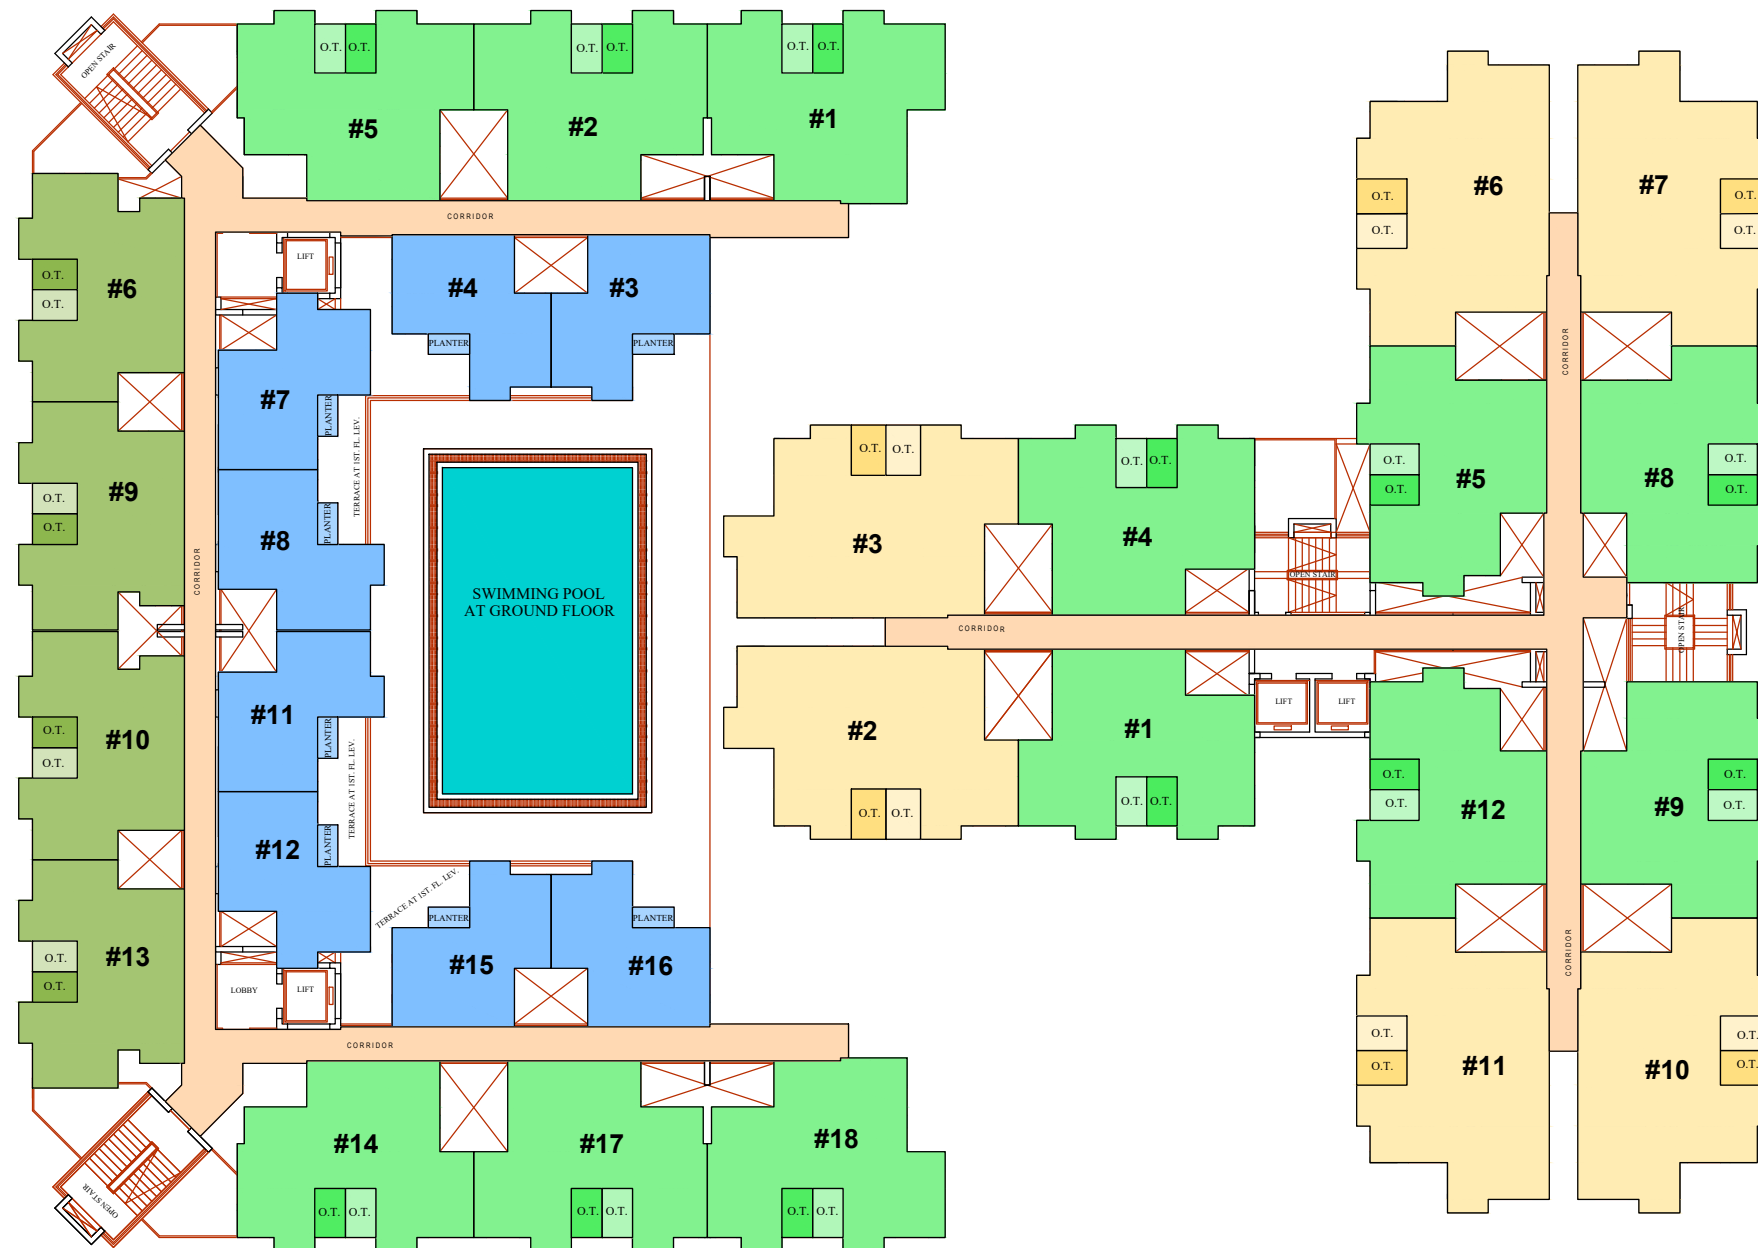 OPEN STAIR
O.T. O.T.
#5
O.T. O.T.
#2
O.T. O.T.
#1
CORRIDOR
LIFT
#4
PLANTER
#3
PLANTER
#6
O.T.
O.T.
#7
PLANTER
TERRACE AT 1ST. FL. LEV.
#9
O.T.
O.T.
#8
PLANTER
CORRIDOR
SWIMMING POOL
AT GROUND FLOOR
#10
O.T.
O.T.
#11
PLANTER
TERRACE AT 1ST. FL. LEV.
#12
PLANTER
TERRACE AT 1ST. FL. LEV.
#13
O.T.
O.T.
LOBBY
LIFT
PLANTER
#15
PLANTER
#16
CORRIDOR
OPEN STAIR
#14
O.T. O.T.
#17
O.T. O.T.
#18
O.T. O.T.
#6
O.T.
O.T.
#7
O.T.
O.T.
CORRIDOR
O.T. O.T.
#3
O.T. O.T.
#4
OPEN STAIR
#5
O.T.
O.T.
#8
O.T.
O.T.
CORRIDOR
OPEN STAIR
#2
O.T. O.T.
#1
O.T. O.T.
LIFT
LIFT
O.T.
O.T.
#12
O.T.
O.T.
#9
CORRIDOR
O.T.
O.T.
#11
O.T.
O.T.
#10